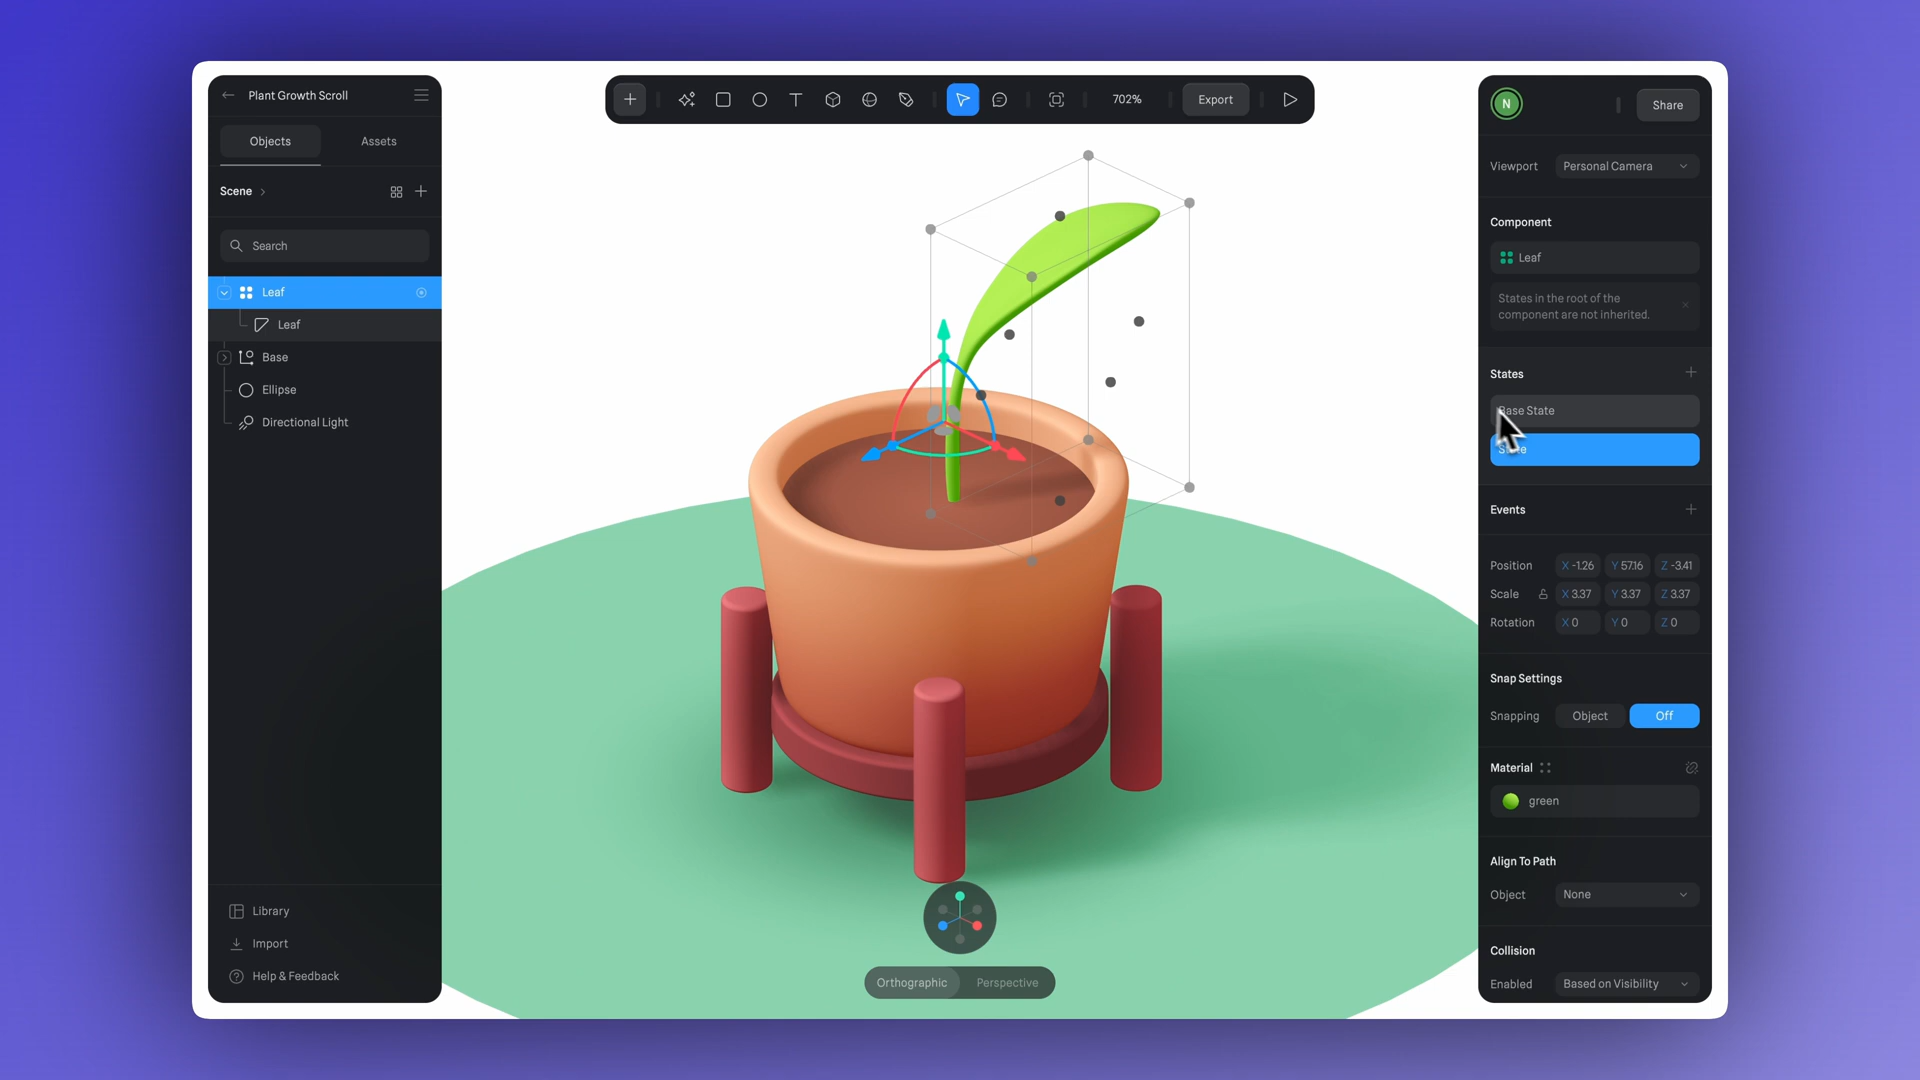 Plant Growth Scroll
Objects
Assets
Scene
Search
Leaf
Leaf
Base
Ellipse
Directional Light
Library
Import
Help & Feedback
702%
Export
Orthographic
Perspective
N
Share
Viewport
Personal Camera
Component
Leaf
States in the root of the
component are not inherited.
States
Base State
State
Events
Position
X -1.26
Y 57.16
Z -3.41
Scale
X 3.37
Y 3.37
Z 3.37
Rotation
X 0
Y 0
Z 0
Snap Settings
Snapping
Object
Off
Material
green
Align To Path
Object
None
Collision
Enabled
Based on Visibility